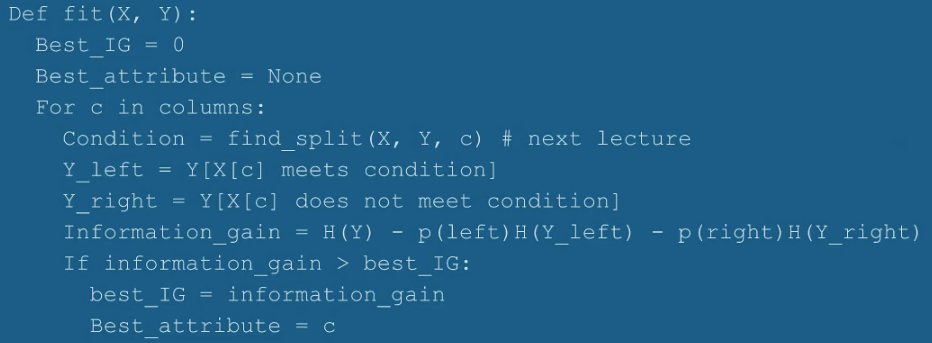 Def fit(X, Y):
  Best_IG = 0
  Best_attribute = None
  For c in columns:
    Condition = find_split(X, Y, c) # next lecture
    Y_left = Y[X[c] meets condition]
    Y_right = Y[X[c] does not meet condition]
    Information_gain = H(Y) - p(left)H(Y_left) - p(right)H(Y_right)
    If information_gain > best_IG:
      best_IG = information_gain
      Best_attribute = c